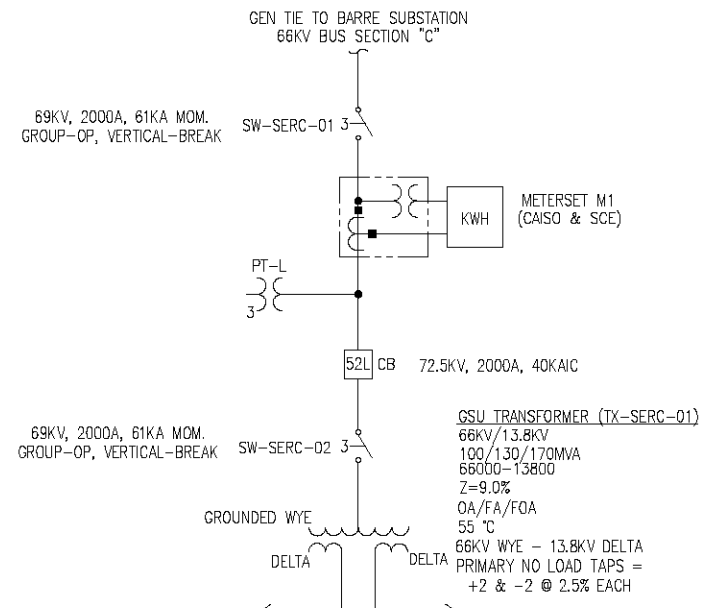 GEN TIE TO BARRE SUBSTATION
66KV BUS SECTION "C"
69KV, 2000A, 61KA MOM.
GROUP-OP, VERTICAL-BREAK
SW-SERC-01 3
KWH
METERSET M1
(CAISO & SCE)
PT-L
3
52L CB
72.5KV, 2000A, 40KAIC
69KV, 2000A, 61KA MOM.
GROUP-OP, VERTICAL-BREAK
SW-SERC-02 3
GSU TRANSFORMER (TX-SERC-01)
66KV/13.8KV
100/130/170MVA
66000-13800
Z=9.0%
OA/FA/FOA
55 °C
66KV WYE - 13.8KV DELTA
PRIMARY NO LOAD TAPS =
+2 & -2 @ 2.5% EACH
GROUNDED WYE
DELTA
DELTA